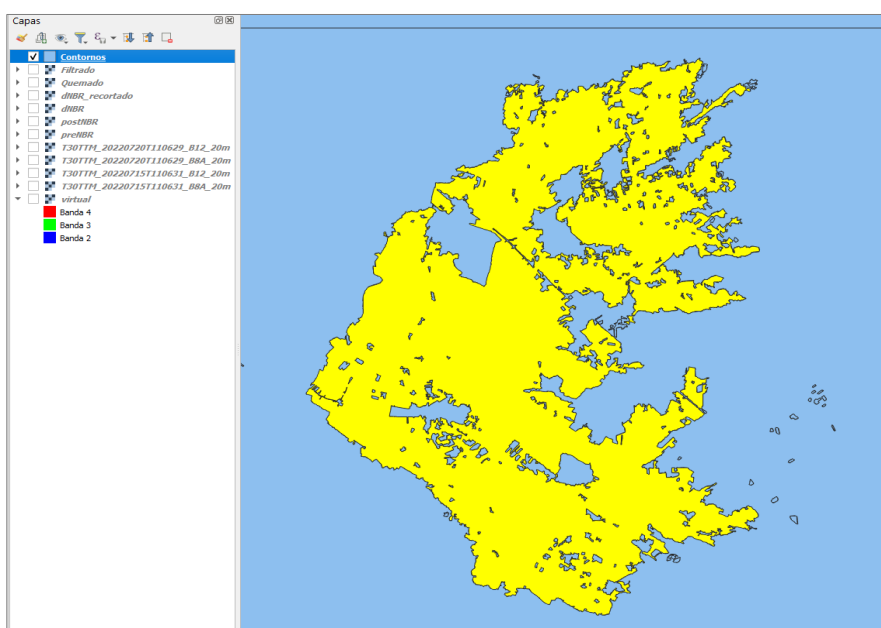 Capas
Contornos
Filtrado
Quemado
dNBR_recortado
dNBR
postNBR
preNBR
T30TTM_20220720T110629_B12_20m
T30TTM_20220720T110629_B8A_20m
T30TTM_20220715T110631_B12_20m
T30TTM_20220715T110631_B8A_20m
virtual
Banda 4
Banda 3
Banda 2